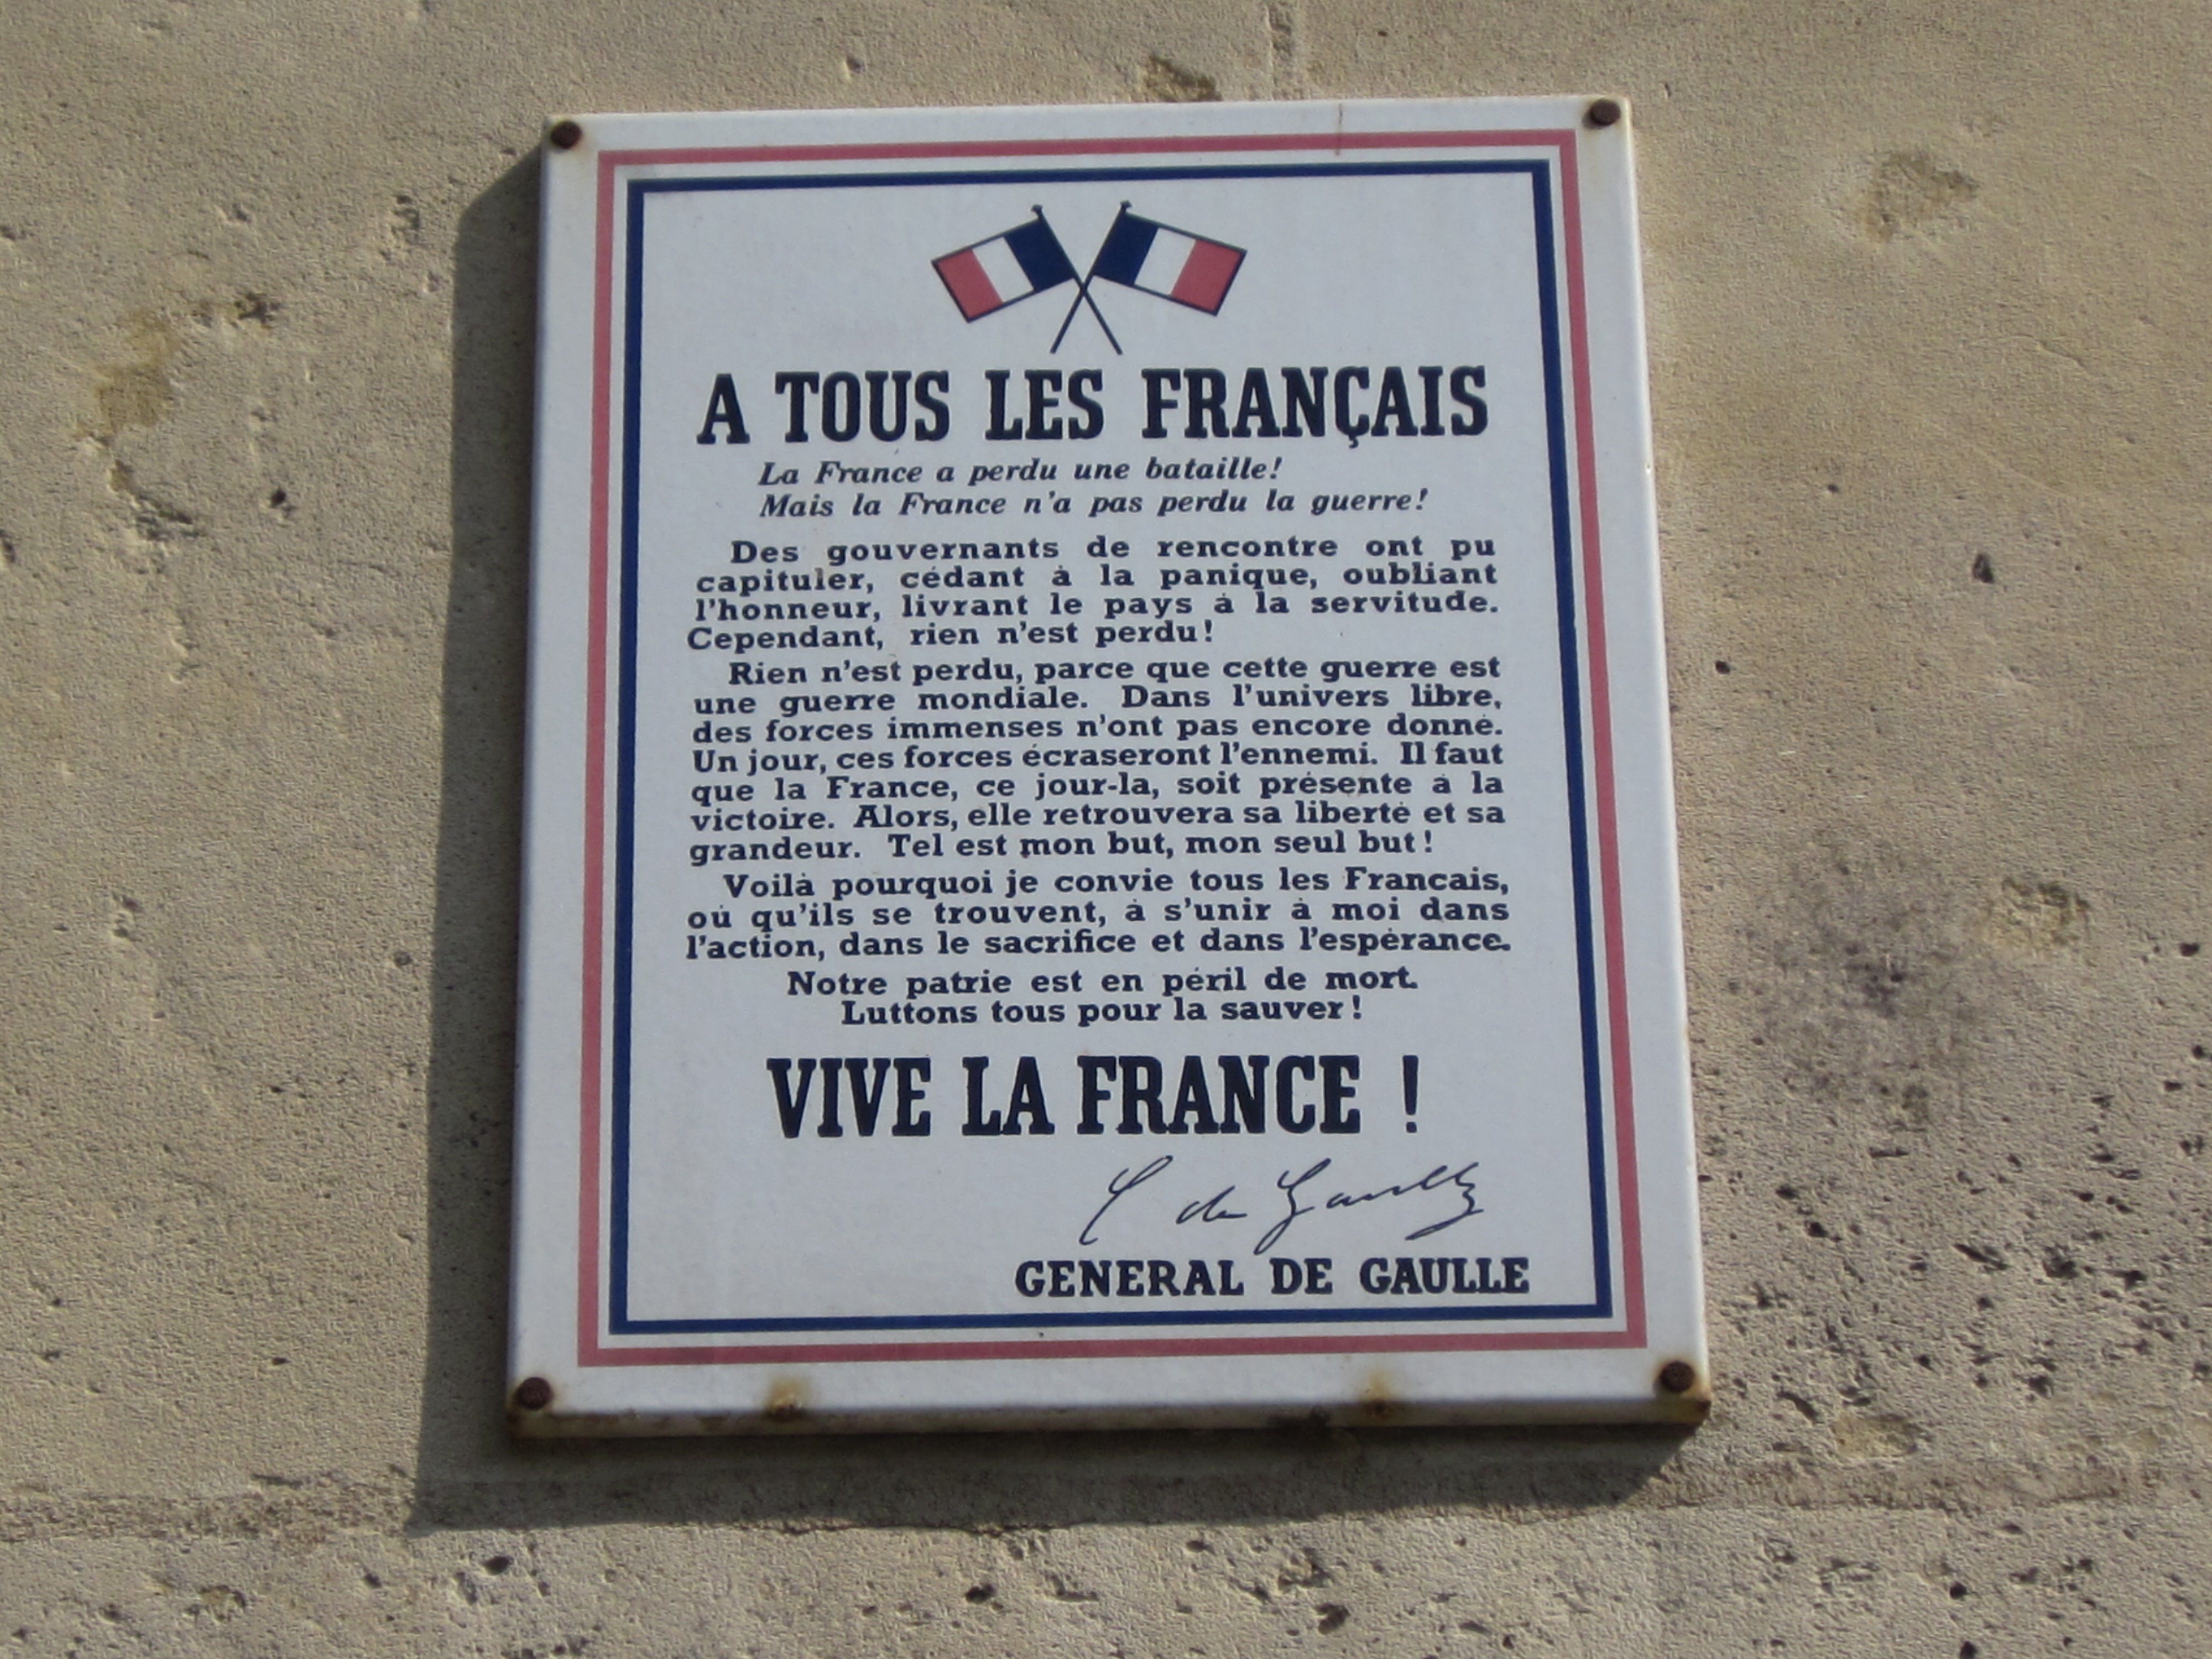 A TOUS LES FRANÇAIS
La France a perdu une bataille!
Mais la France n'a pas perdu la guerre!
Des gouvernants de rencontre ont pu
capituler, cédant à la panique, oubliant
l'honneur, livrant le pays à la servitude.
Cependant, rien n'est perdu!
Rien n'est perdu, parce que cette guerre est
une guerre mondiale. Dans l'univers libre,
des forces immenses n'ont pas encore donné.
Un jour, ces forces écraseront l'ennemi. Il faut
que la France, ce jour-la, soit présente à la
victoire. Alors, elle retrouvera sa liberté et sa
grandeur. Tel est mon but, mon seul but!
Voilà pourquoi je convie tous les Francais,
où qu'ils se trouvent, à s'unir à moi dans
l'action, dans le sacrifice et dans l'espérance.
Notre patrie est en péril de mort.
Luttons tous pour la sauver!
VIVE LA FRANCE !
C de Gaulle
GENERAL DE GAULLE